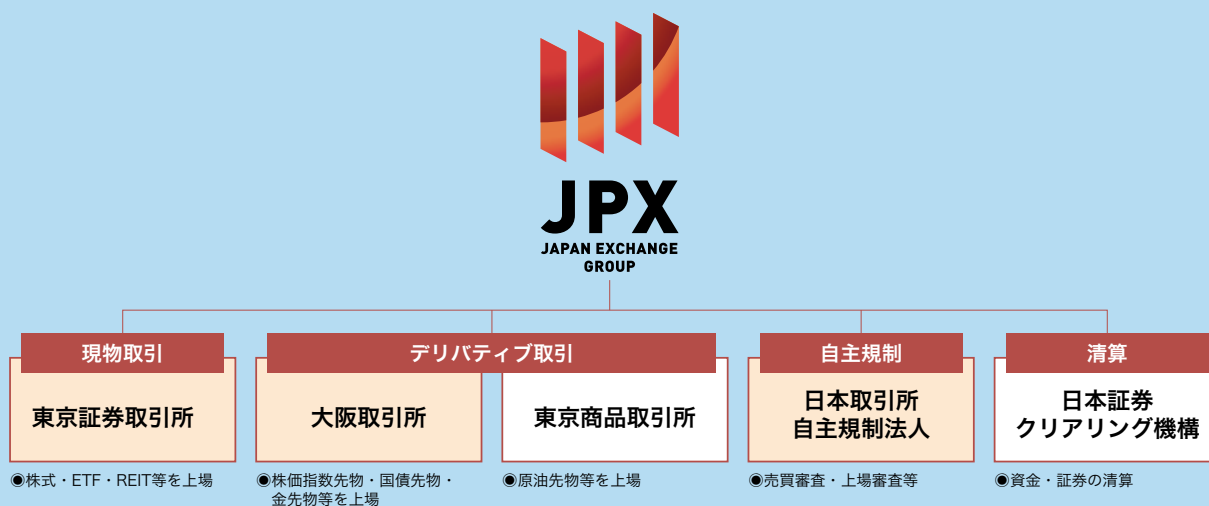 JPX
JAPAN EXCHANGE
GROUP
現物取引
東京証券取引所
◉株式・ETF・REIT等を上場
デリバティブ取引
大阪取引所
◉株価指数先物・国債先物・
金先物等を上場
東京商品取引所
◉原油先物等を上場
自主規制
日本取引所
自主規制法人
◉売買審査・上場審査等
清算
日本証券
クリアリング機構
◉資金・証券の清算